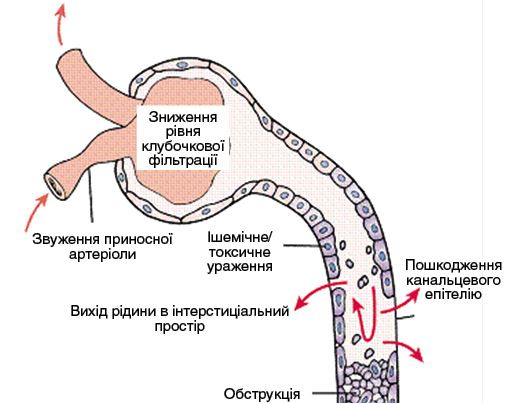 Зниження
рівня
клубочкової
фільтрації
Звуження приносної
артеріоли
Ішемічне/
токсичне
ураження
Пошкодження
канальцевого
епітелію
Вихід рідини в інтерстиціальний
простір
Обструкція